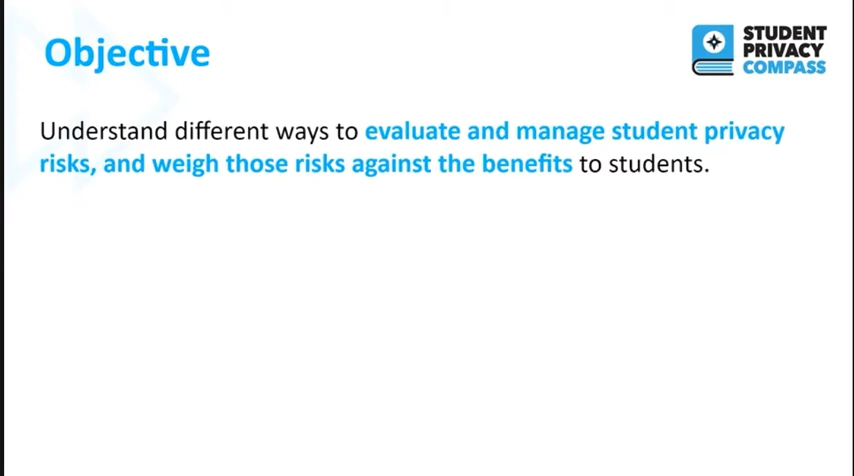 Objective
STUDENT
PRIVACY
COMPASS
Understand different ways to evaluate and manage student privacy
risks, and weigh those risks against the benefits to students.